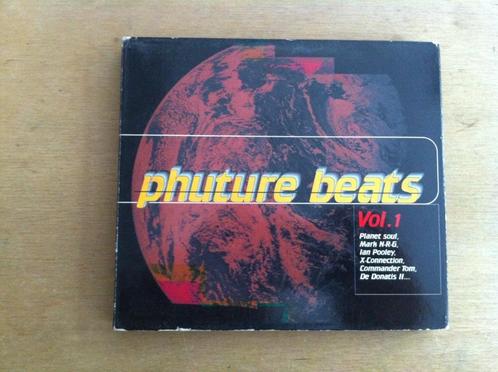 phuture beats
Vol.1
Planet soul,
Mark N-R-G,
Ian Pooley,
X-Connection,
Commander Tom,
De Donatis II...